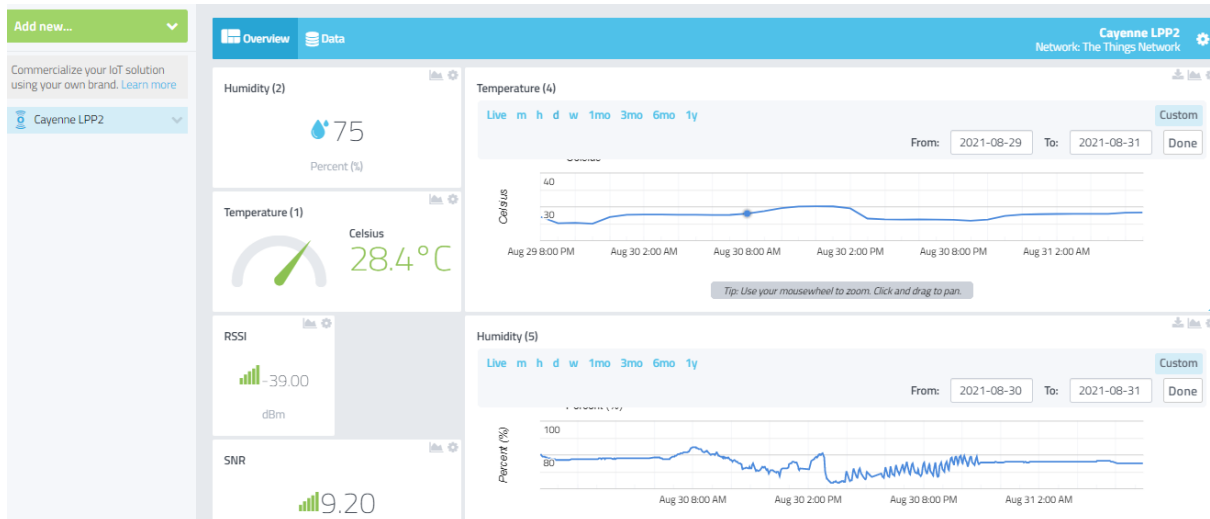 Add new...
Commercialize your IoT solution
using your own brand. Learn more
Cayenne LPP2
Overview
Data
Cayenne LPP2
Network: The Things Network
Humidity (2)
75
Percent (%)
Temperature (1)
Celsius
28.4°C
RSSI
-39.00
dBm
SNR
9.20
Temperature (4)
Live m h d w 1mo 3mo 6mo 1y
Custom
From: 2021-08-29 To: 2021-08-31 Done
Celsius
40
30
Aug 29 8:00 PM Aug 30 2:00 AM Aug 30 8:00 AM Aug 30 2:00 PM Aug 30 8:00 PM Aug 31 2:00 AM
Tip: Use your mousewheel to zoom. Click and drag to pan.
Humidity (5)
Live m h d w 1mo 3mo 6mo 1y
Custom
From: 2021-08-30 To: 2021-08-31 Done
Percent (%)
100
80
Aug 30 8:00 AM Aug 30 2:00 PM Aug 30 8:00 PM Aug 31 2:00 AM